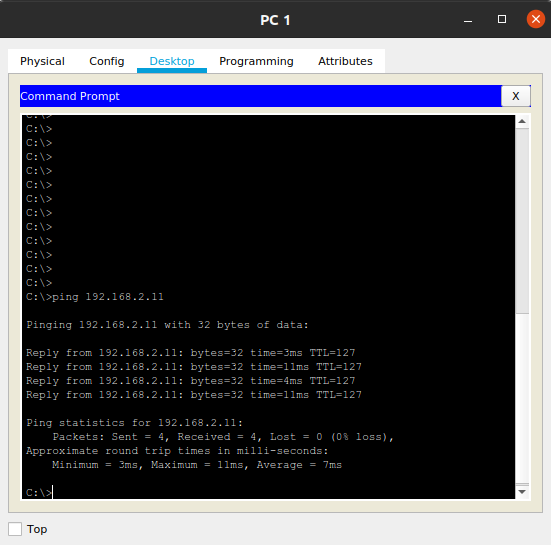 PC 1
Physical Config Desktop Programming Attributes
Command Prompt
X
C:\>
C:\>
C:\>
C:\>
C:\>
C:\>
C:\>
C:\>
C:\>
C:\>
C:\>
C:\>
C:\>
C:\>ping 192.168.2.11
Pinging 192.168.2.11 with 32 bytes of data:
Reply from 192.168.2.11: bytes=32 time=3ms TTL=127
Reply from 192.168.2.11: bytes=32 time=11ms TTL=127
Reply from 192.168.2.11: bytes=32 time=4ms TTL=127
Reply from 192.168.2.11: bytes=32 time=11ms TTL=127
Ping statistics for 192.168.2.11:
Packets: Sent = 4, Received = 4, Lost = 0 (0% loss),
Approximate round trip times in milli-seconds:
Minimum = 3ms, Maximum = 11ms, Average = 7ms
C:\>
Top